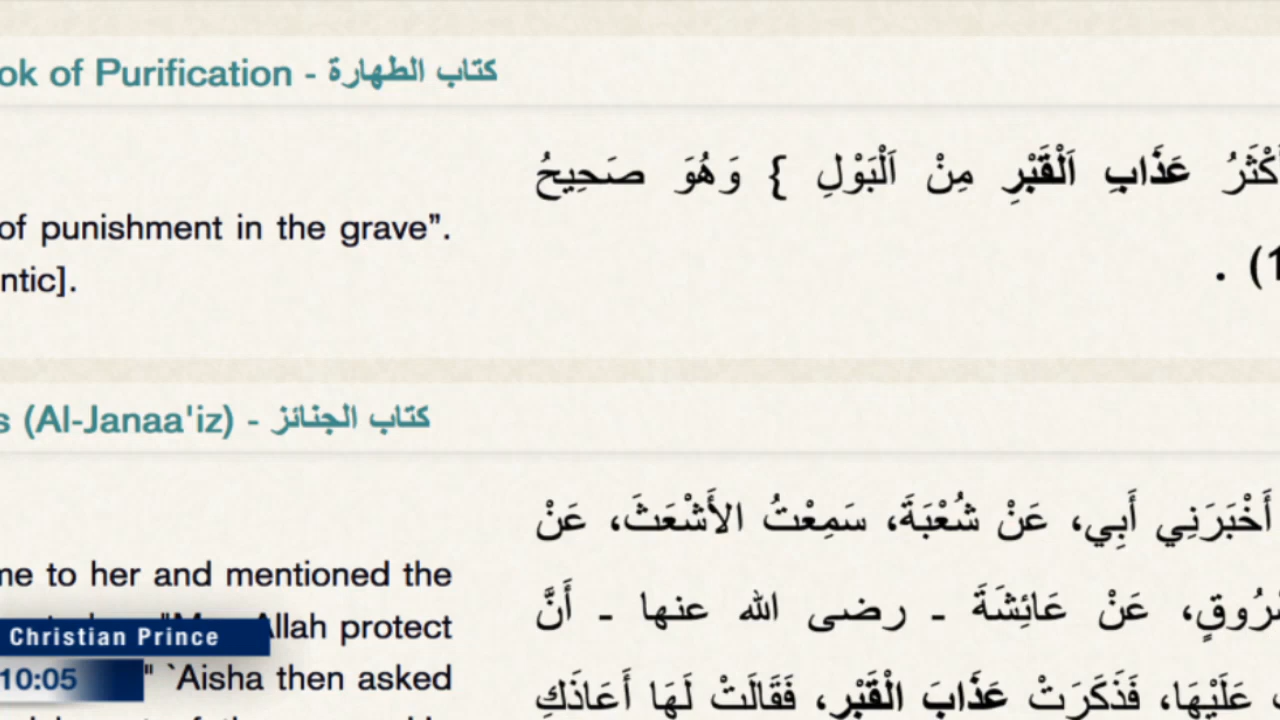 ok of Purification - كتاب الطهارة
كْثَرُ عَذَابِ اَلْقَبْرِ مِنْ اَلْبَوْلِ } وَهُوَ صَحِيحُ
of punishment in the grave".
(1 .
ntic].
s (Al-Janaa'iz) - كتاب الجنائز
أَخْبَرَنِي أَبِي، عَنْ شُعْبَةَ، سَمِعْتُ الأَشْعَثَ، عَنْ
me to her and mentioned the
رُوقٍ، عَنْ عَائِشَةَ ـ رضى الله عنها ـ أَنَّ
Allah protect
Christian Prince
عَلَيْهَا، فَذَكَرَتْ عَذَابَ الْقَبْرِ، فَقَالَتْ لَهَا أَعَاذَكِ
" `Aisha then asked
10:05